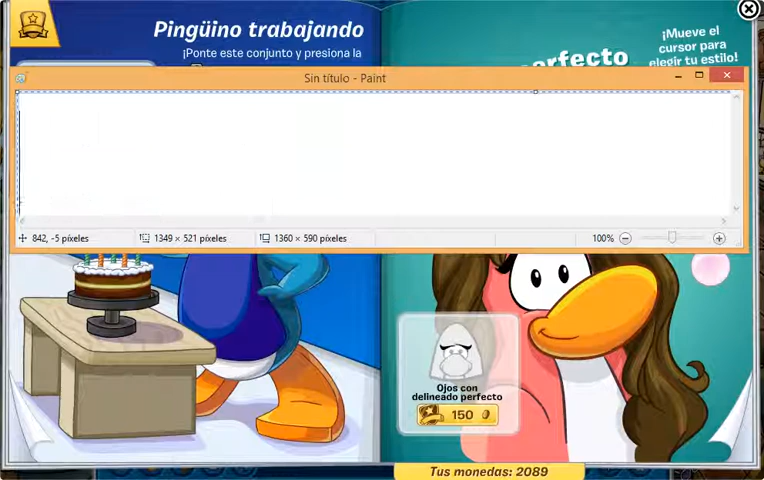 Pingüino trabajando
¡Ponte este conjunto y presiona la
perfecto
¡Mueve el
cursor para
elegir tu estilo!
Sin título - Paint
842, -5 píxeles
1349 × 521 píxeles
1360 × 590 píxeles
100%
Ojos con
delineado perfecto
150
Tus monedas: 2089